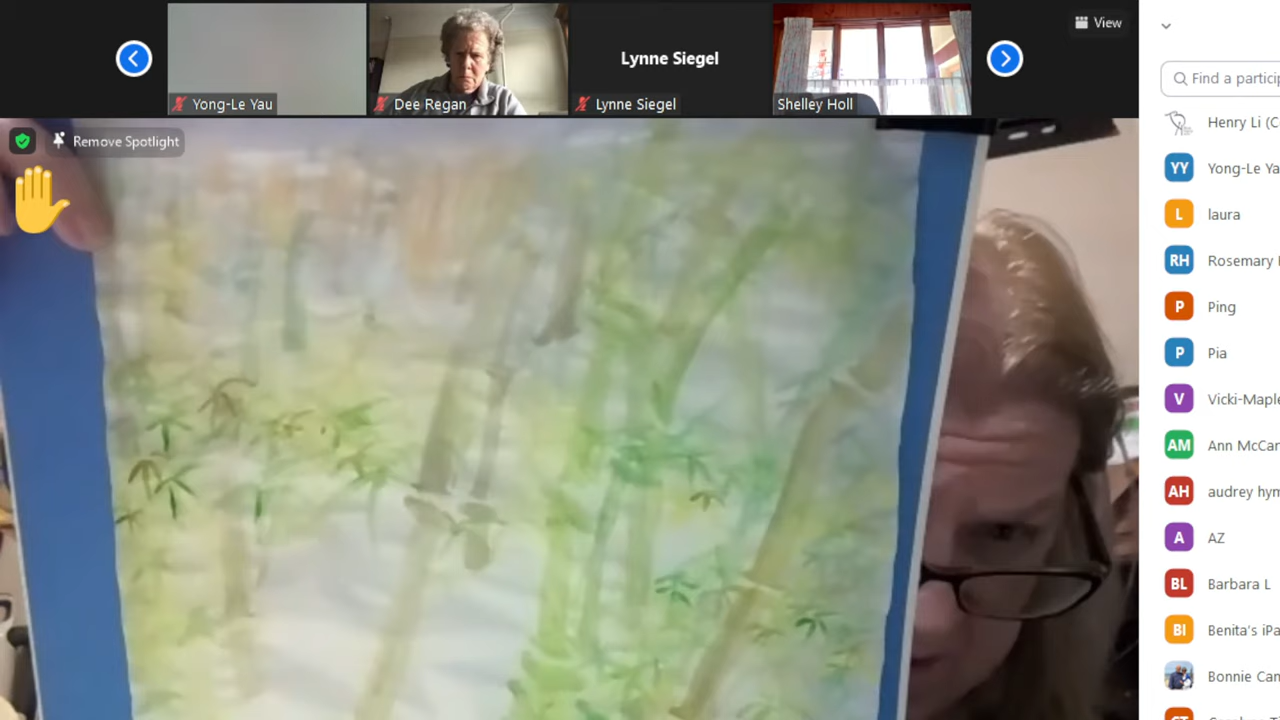 View
Lynne Siegel
Yong-Le Yau
Dee Regan
Lynne Siegel
Shelley Holl
Remove Spotlight
Find a particip
Henry Li (C
YY Yong-Le Ya
L laura
RH Rosemary
P Ping
P Pia
V Vicki-Maple
AM Ann McCar
AH audrey hym
A AZ
BL Barbara L
BI Benita's iPa
Bonnie Can